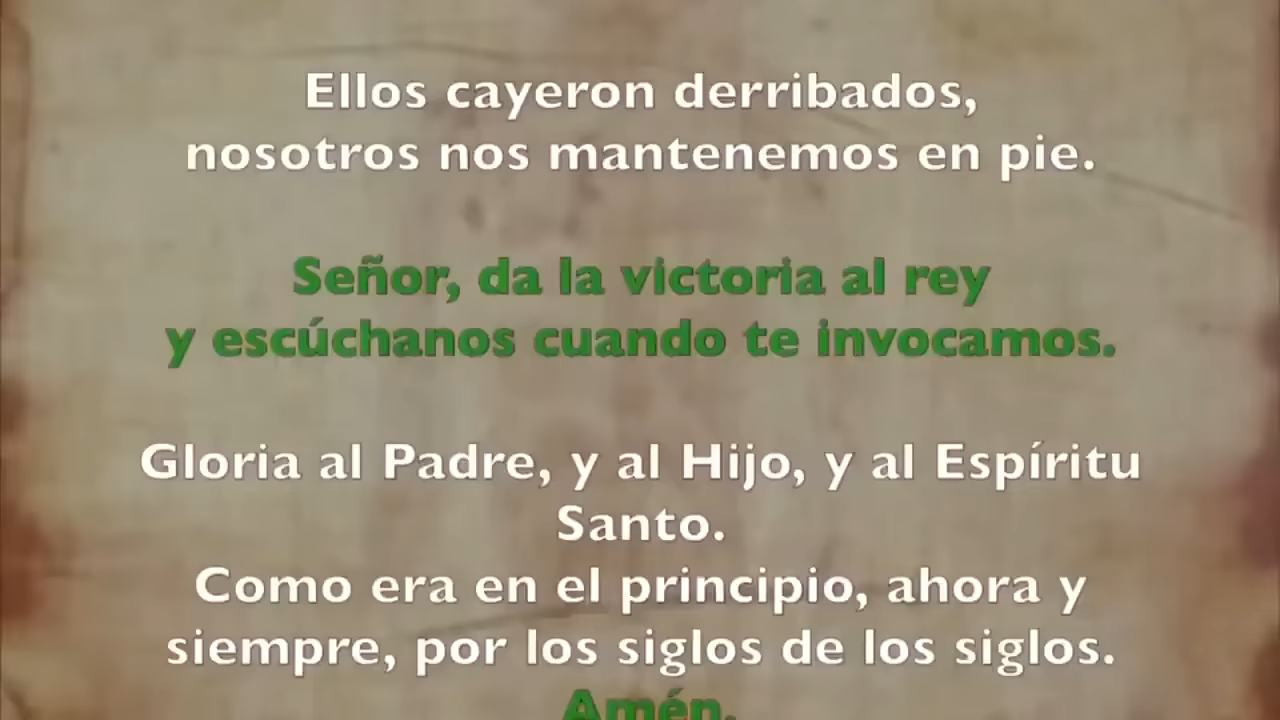 Ellos cayeron derribados,
nosotros nos mantenemos en pie.
Señor, da la victoria al rey
y escúchanos cuando te invocamos.
Gloria al Padre, y al Hijo, y al Espíritu
Santo.
Como era en el principio, ahora y
siempre, por los siglos de los siglos.
Amén.